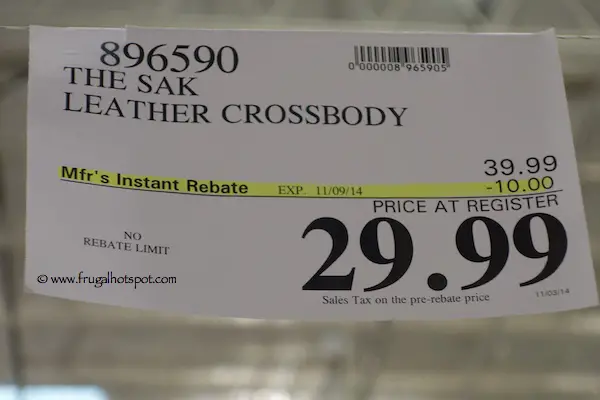 896590
0000008 965905
THE SAK
LEATHER CROSSBODY
39.99
Mfr's Instant Rebate EXP. 11/09/14 -10.00
PRICE AT REGISTER
29.99
NO
REBATE LIMIT
Sales Tax on the pre-rebate price
11/03/14
© www.frugalhotspot.com